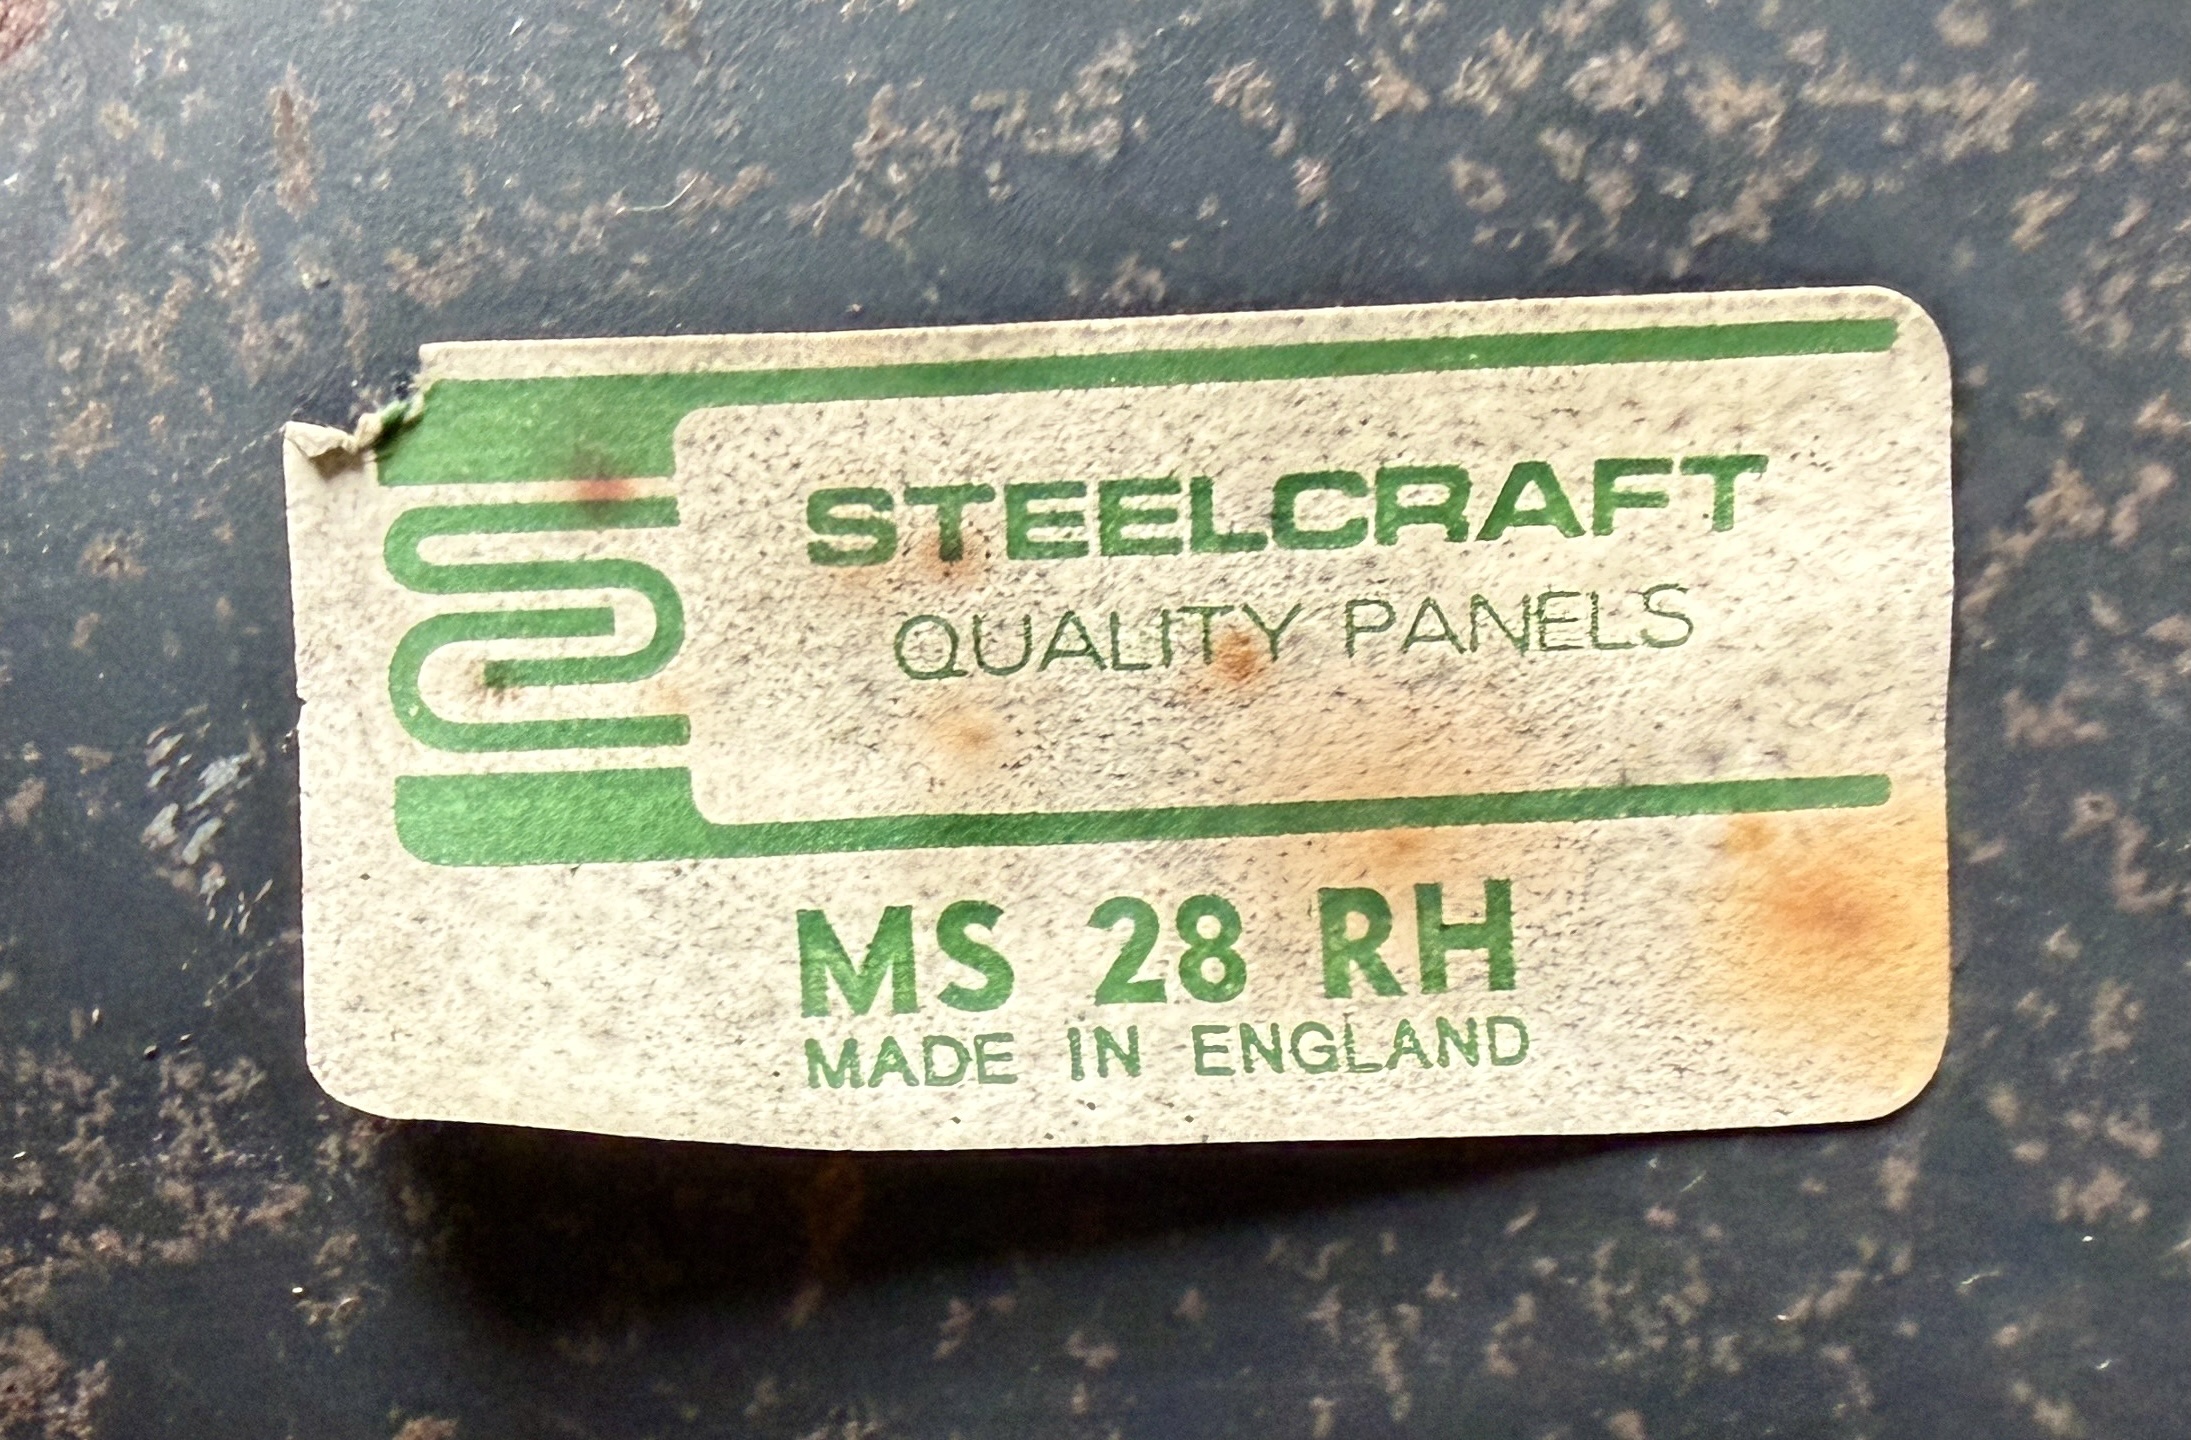 STEELCRAFT
QUALITY PANELS
MS 28 RH
MADE IN ENGLAND